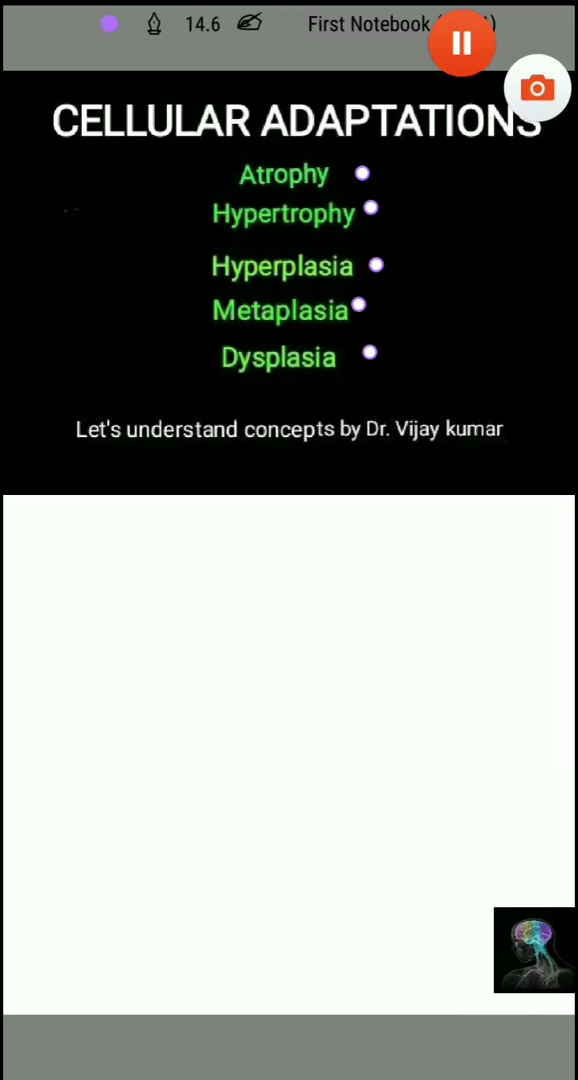 14.6 First Notebook
CELLULAR ADAPTATIONS
Atrophy
Hypertrophy
Hyperplasia
Metaplasia
Dysplasia
Let's understand concepts by Dr. Vijay kumar